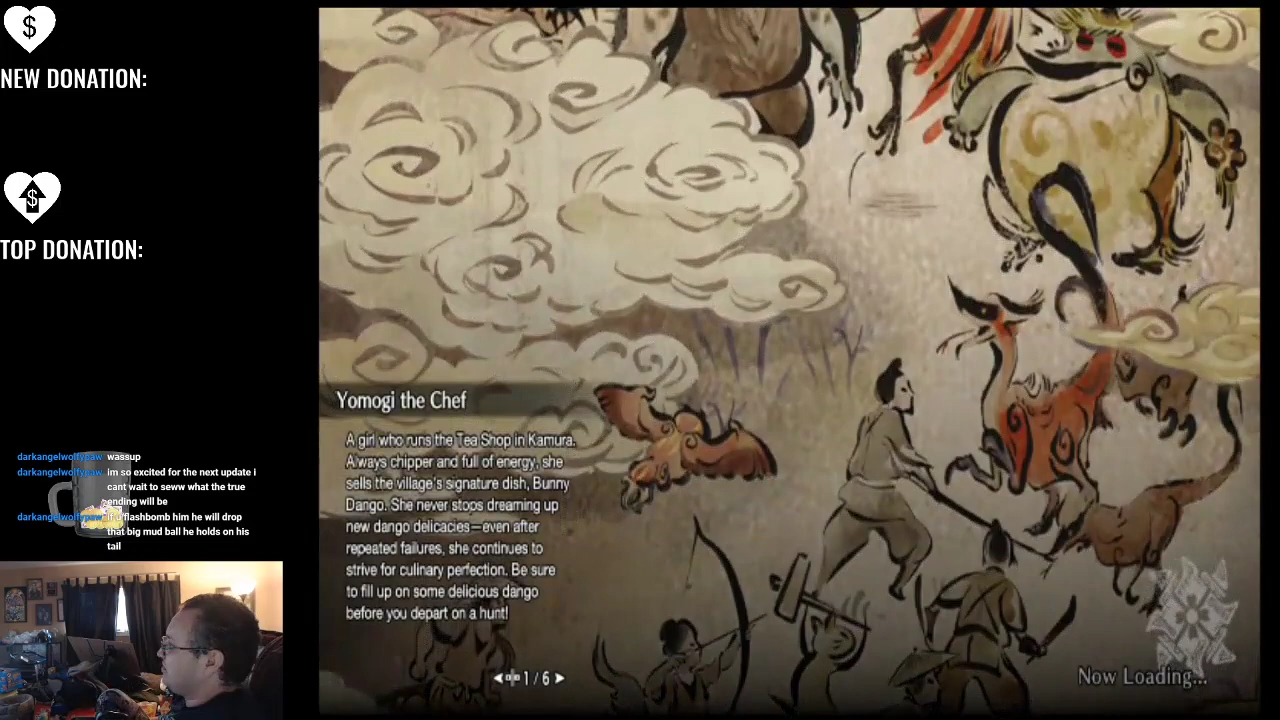 $
NEW DONATION:
$
TOP DONATION:
darkangelwolfypaw wassup
darkangelwolfypaw im so excited for the next update i
cant wait to seww what the true
ending will be
darkangelwolfypaw if u flashbomb him he will drop
that big mud ball he holds on his
tail
Yomogi the Chef
A girl who runs the Tea Shop in Kamura.
Always chipper and full of energy, she
sells the village's signature dish, Bunny
Dango. She never stops dreaming up
new dango delicacies—even after
repeated failures, she continues to
strive for culinary perfection. Be sure
to fill up on some delicious dango
before you depart on a hunt!
1 / 6
Now Loading...